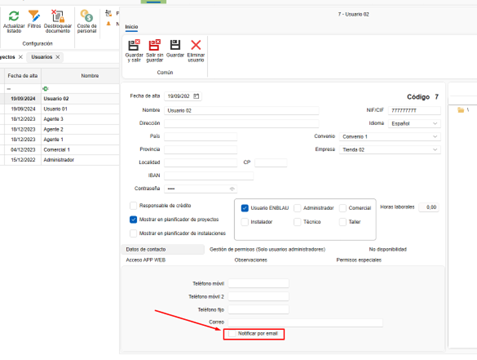 7 - Usuario 02
Actualizar listado
Filtros
Desbloquear documento
Coste de personal
Configuración
Inicio
Guardar y salir
Salir sin guardar
Guardar
Eliminar usuario
Común
yectos × Usuarios ×
Fecha de alta Nombre
19/09/2024 Usuario 02
19/09/2024 Usuario 01
18/12/2023 Agente 3
18/12/2023 Agente 2
18/12/2023 Agente 1
04/12/2023 Comercial 1
15/12/2022 Administrador
Fecha de alta 19/09/202 Código 7
Nombre Usuario 02 NIF/CIF ?????????
Dirección Idioma Español
País Convenio Convenio 1
Provincia Empresa Tienda 02
Localidad CP
IBAN
Contraseña ••••
Responsable de crédito
Mostrar en planificador de proyectos
Mostrar en planificador de instalaciones
Usuario ENBLAU Administrador Comercial
Instalador Técnico Taller
Horas laborales 0,00
Datos de contacto Gestión de permisos (Solo usuarios administradores) No disponibilidad
Acceso APP WEB Observaciones Permisos especiales
Teléfono móvil
Teléfono móvil 2
Teléfono fijo
Correo
Notificar por email